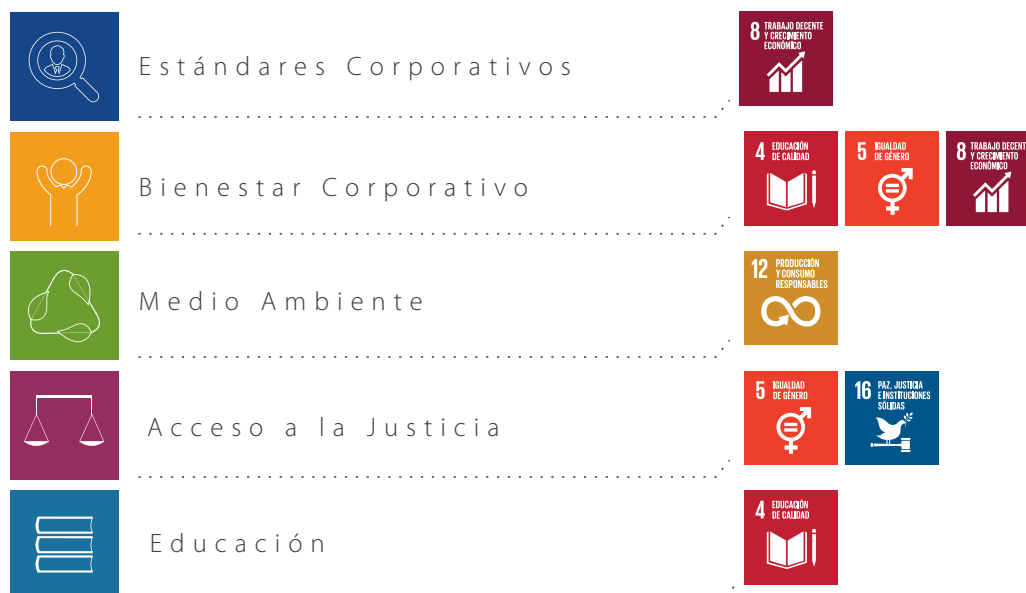 Estándares Corporativos
8 TRABAJO DECENTE
Y CRECIMIENTO
ECONÓMICO
Bienestar Corporativo
4 EDUCACIÓN
DE CALIDAD
5 IGUALDAD
DE GÉNERO
8 TRABAJO DECENT
Y CRECIMIENTO
ECONÓMICO
Medio Ambiente
12 PRODUCCIÓN
Y CONSUMO
RESPONSABLES
Acceso a la Justicia
5 IGUALDAD
DE GÉNERO
16 PAZ, JUSTICIA
E INSTITUCIONES
SÓLIDAS
Educación
4 EDUCACIÓN
DE CALIDAD